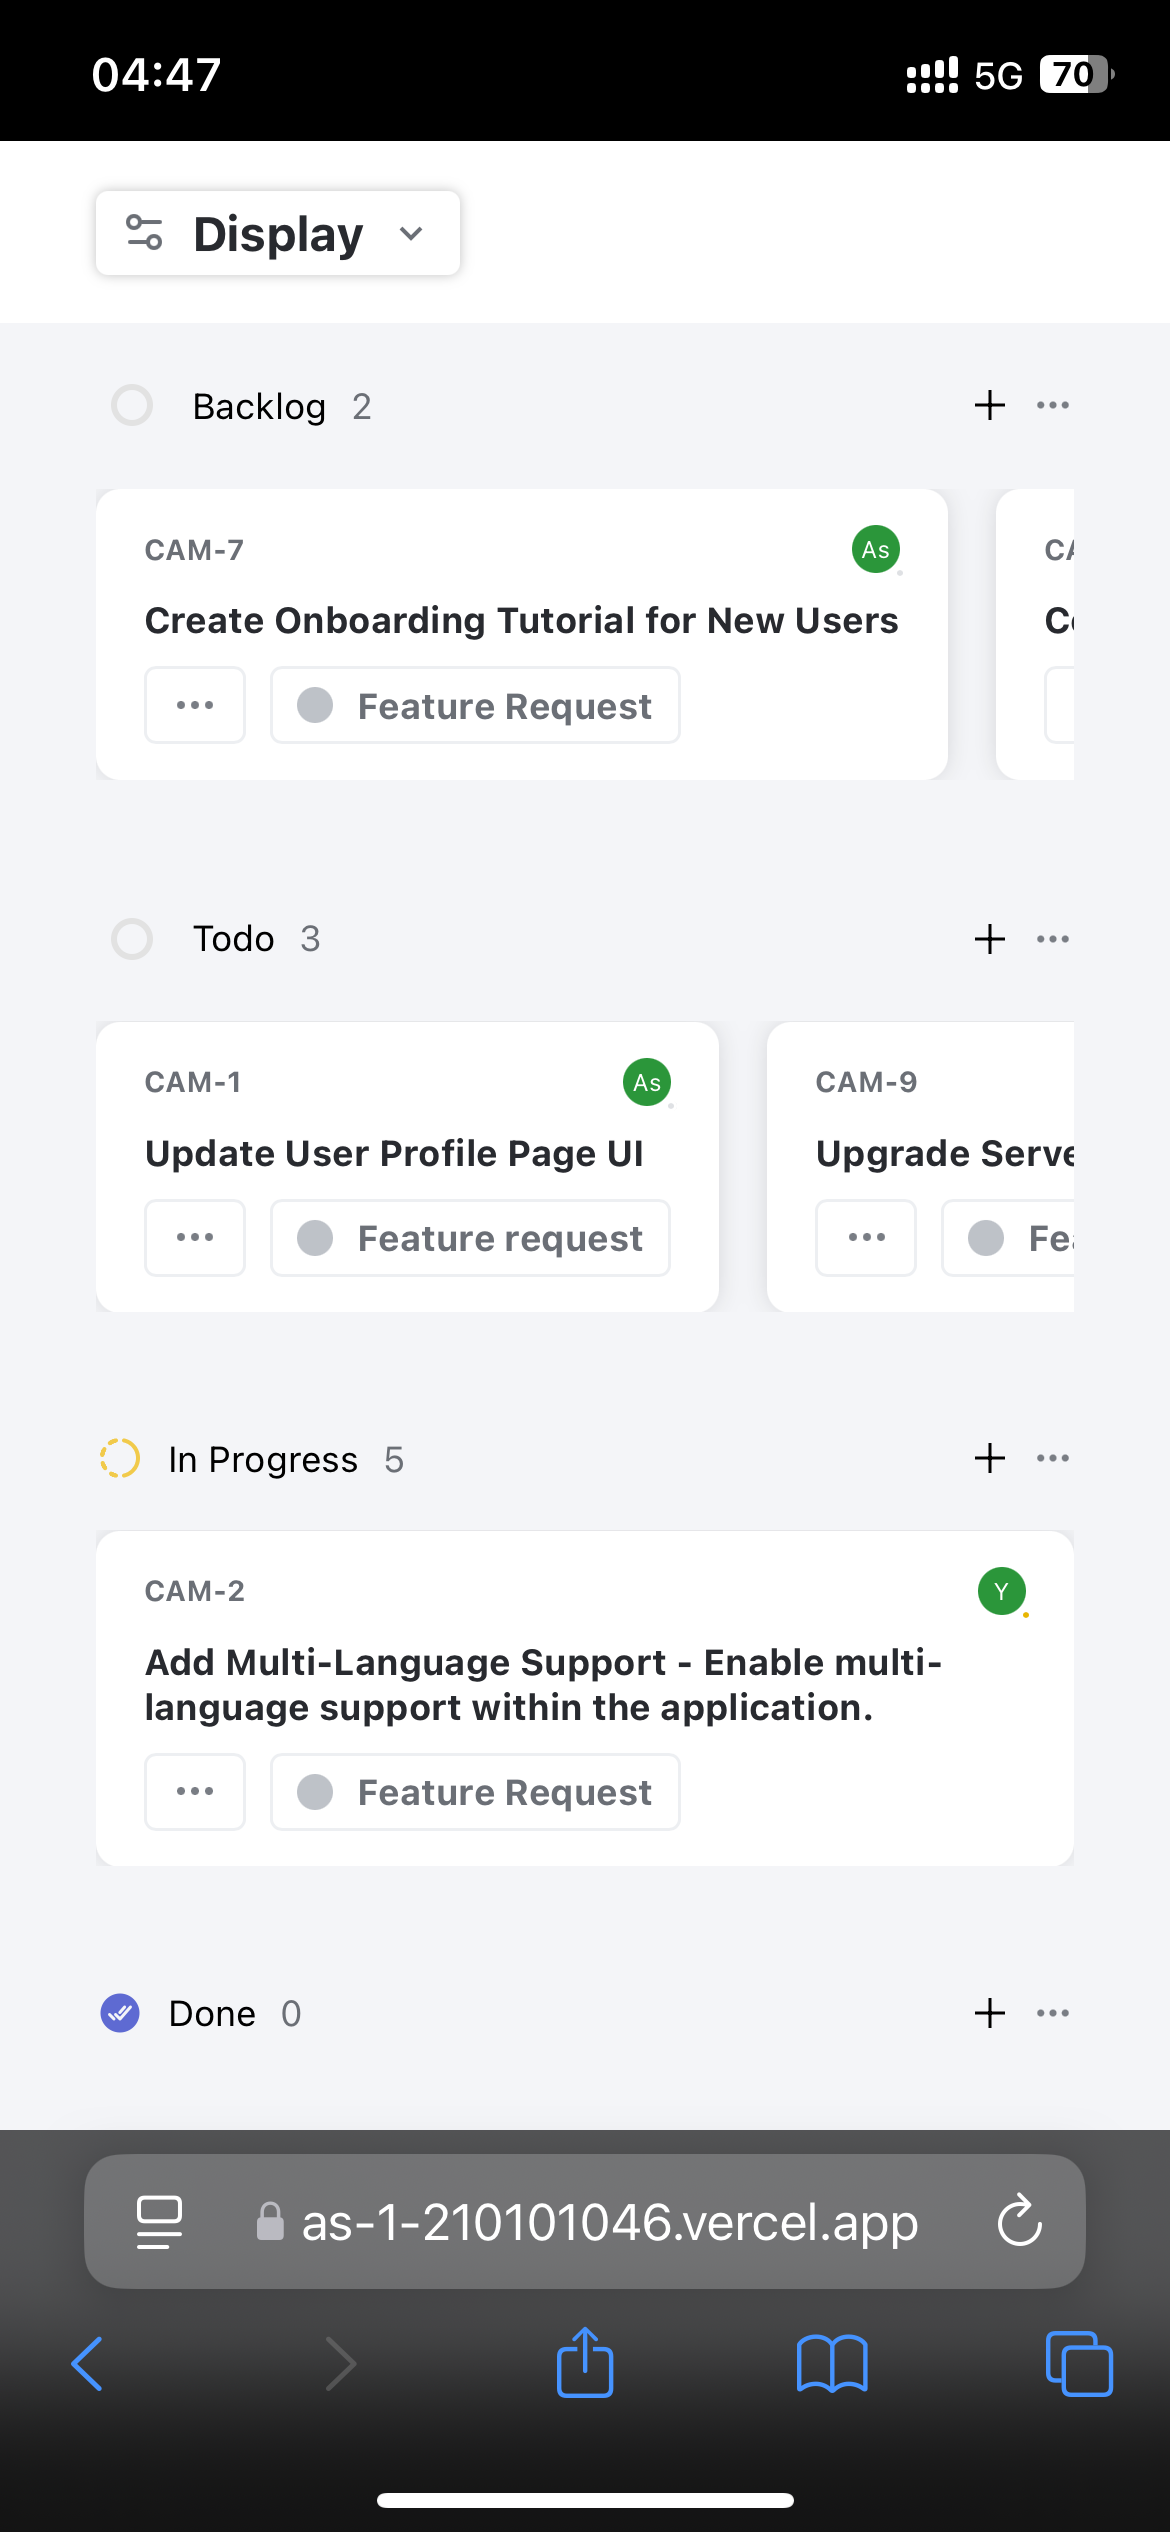 04:47
5G 70
Display
Backlog 2
CAM-7
As
Create Onboarding Tutorial for New Users
Feature Request
Todo 3
CAM-1
As
Update User Profile Page UI
Feature request
CAM-9
Upgrade
In Progress 5
CAM-2
Y
Add Multi-Language Support - Enable multi-
language support within the application.
Feature Request
Done 0
as-1-210101046.vercel.app